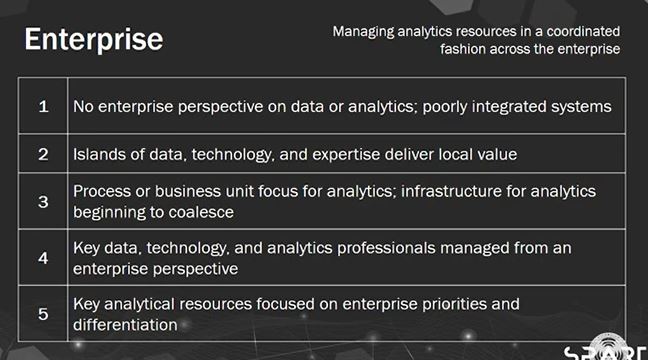 Enterprise
Managing analytics resources in a coordinated
fashion across the enterprise
1
No enterprise perspective on data or analytics; poorly integrated systems
2
Islands of data, technology, and expertise deliver local value
3
Process or business unit focus for analytics; infrastructure for analytics
beginning to coalesce
4
Key data, technology, and analytics professionals managed from an
enterprise perspective
5
Key analytical resources focused on enterprise priorities and
differentiation